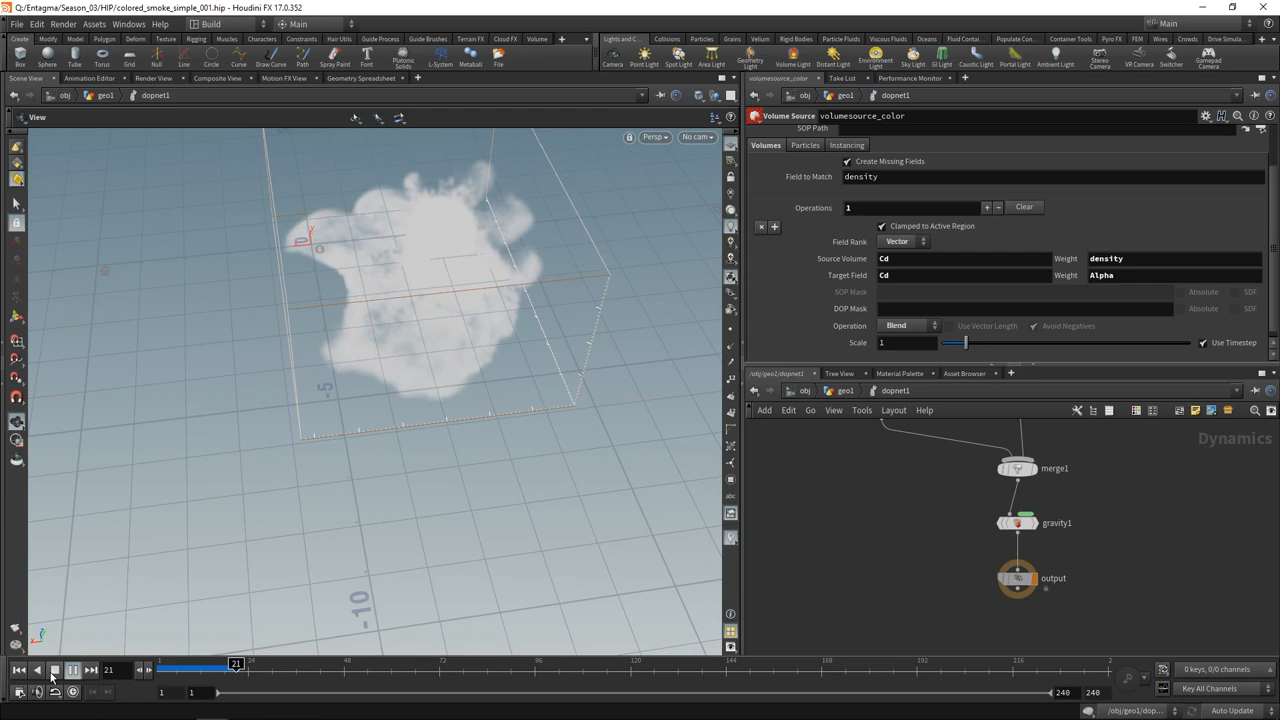 Q:/Entagma/Season_03/HIP/colored_smoke_simple_001.hip - Houdini FX 17.0.352
File Edit Render Assets Windows Help Build Main Main
Create Modify Model Polygon Deform Texture Rigging Muscles Characters Constraints Hair Utils Guide Process Guide Brushes Terrain FX Cloud FX Volume
Lights and C... Collisions Particles Grains Vellum Rigid Bodies Particle Fluids Viscous Fluids Oceans Fluid Contai... Populate Con... Container Tools Pyro FX FEM Wires Crowds Drive Simula...
Box Sphere Tube Torus Grid Null Line Circle Curve Draw Curve Path Spray Paint Font Platonic Solids L-System Metaball File
Camera Point Light Spot Light Area Light Geometry Light Volume Light Distant Light Environment Light Sky Light GI Light Caustic Light Portal Light Ambient Light Stereo Camera VR Camera Switcher Gamepad Camera
Scene View Animation Editor Render View Composite View Motion FX View Geometry Spreadsheet
volumesource_color Take List Performance Monitor
obj geo1 dopnet1
obj geo1 dopnet1
View
Persp No cam
Volume Source volumesource_color
SOP Path
Volumes Particles Instancing
Create Missing Fields
Field to Match density
Operations 1 Clear
Clamped to Active Region
Field Rank Vector
Source Volume Cd Weight density
Target Field Cd Weight Alpha
SOP Mask Absolute SDF
DOP Mask Absolute SDF
Operation Blend Use Vector Length Avoid Negatives
Scale 1 Use Timestep
/obj/geo1/dopnet1 Tree View Material Palette Asset Browser
obj geo1 dopnet1
Add Edit Go View Tools Layout Help
Dynamics
merge1
gravity1
output
-5
-10
abc
21 1 21 24 48 72 96 120 144 168 192 216 2
0 keys, 0/0 channels
1 1 240 240
Key All Channels
/obj/geo1/dop... Auto Update